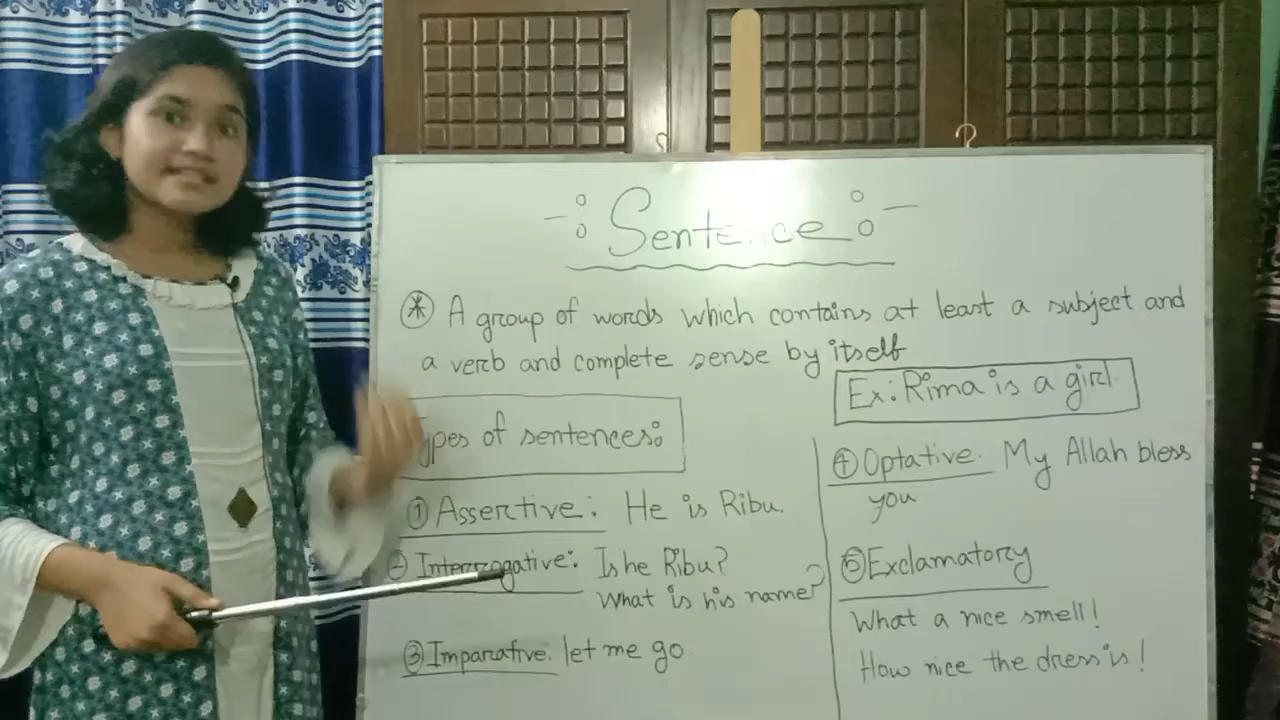 Sentence
A group of words which contains at least a subject and
a verb and complete sense by itself
Ex: Rima is a girl.
ypes of sentences:
① Assertive: He is Ribu.
② Interrogative: Is he Ribu?
What is his name?
③ Imparative. let me go
④ Optative. My Allah bless
you
⑤ Exclamatory
What a nice smell!
How nice the dress is!